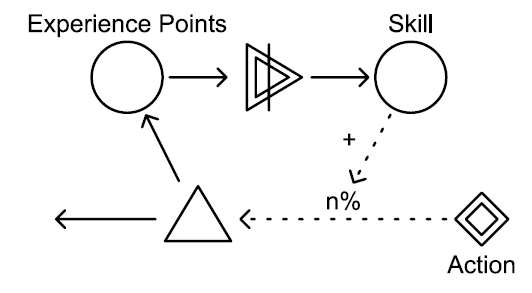 Experience Points
Skill
+
n%
Action